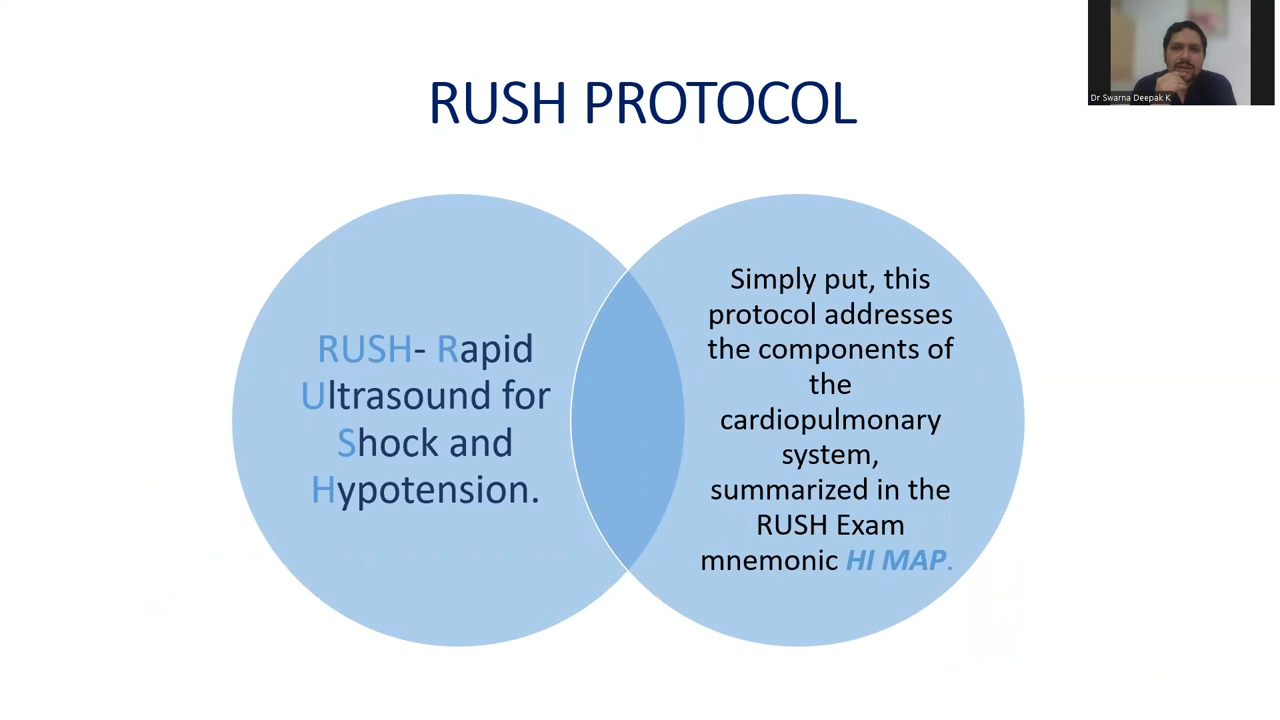 Dr Swarna Deepak K
RUSH PROTOCOL
RUSH- Rapid
Ultrasound for
Shock and
Hypotension.
Simply put, this
protocol addresses
the components of
the
cardiopulmonary
system,
summarized in the
RUSH Exam
mnemonic HI MAP.